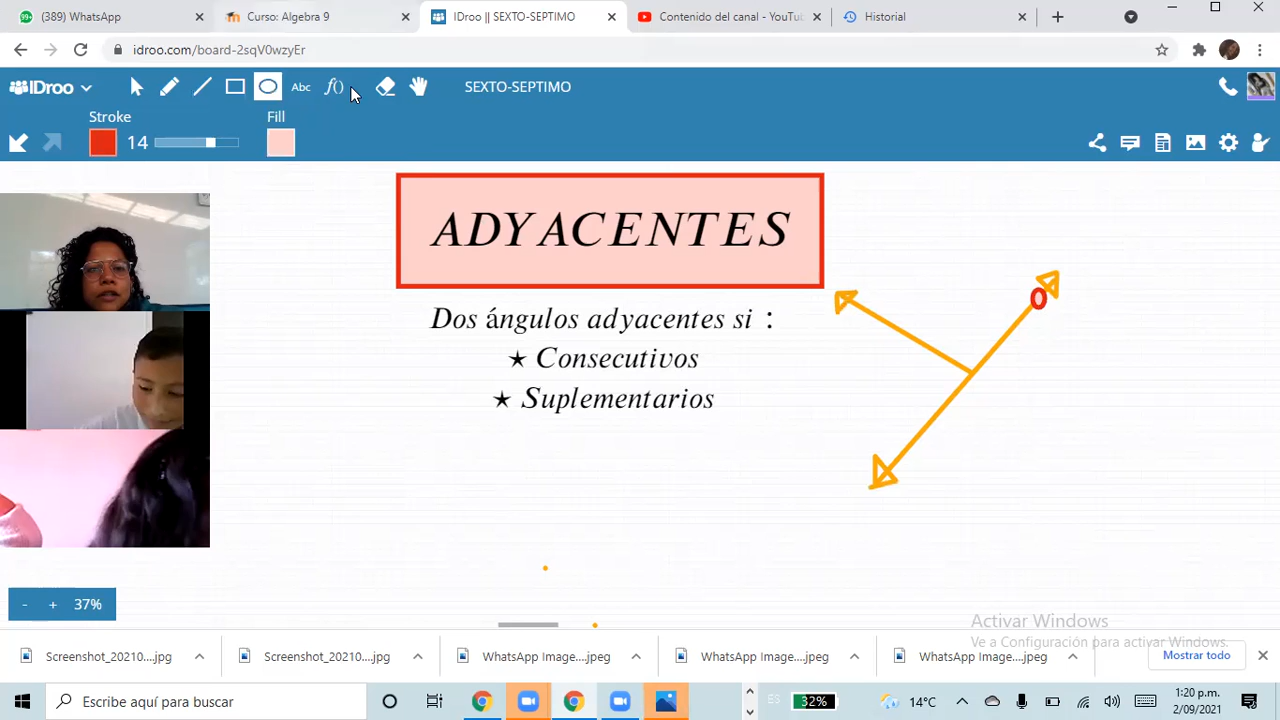 99+ (389) WhatsApp
Curso: Algebra 9
IDroo || SEXTO-SEPTIMO
Contenido del canal - YouTu
Historial
idroo.com/board-2sqV0wzyEr
IDroo
Abc
f()
SEXTO-SEPTIMO
Stroke
14
Fill
ADYACENTES
Dos ángulos adyacentes si :
★ Consecutivos
★ Suplementarios
- + 37%
Activar Windows
Ve a Configuración para activar Windows.
Screenshot_20210....jpg
Screenshot_20210....jpg
WhatsApp Image....jpeg
WhatsApp Image....jpeg
WhatsApp Image....jpeg
Mostrar todo
Escribe aquí para buscar
ES
32%
14°C
1:20 p.m.
2/09/2021